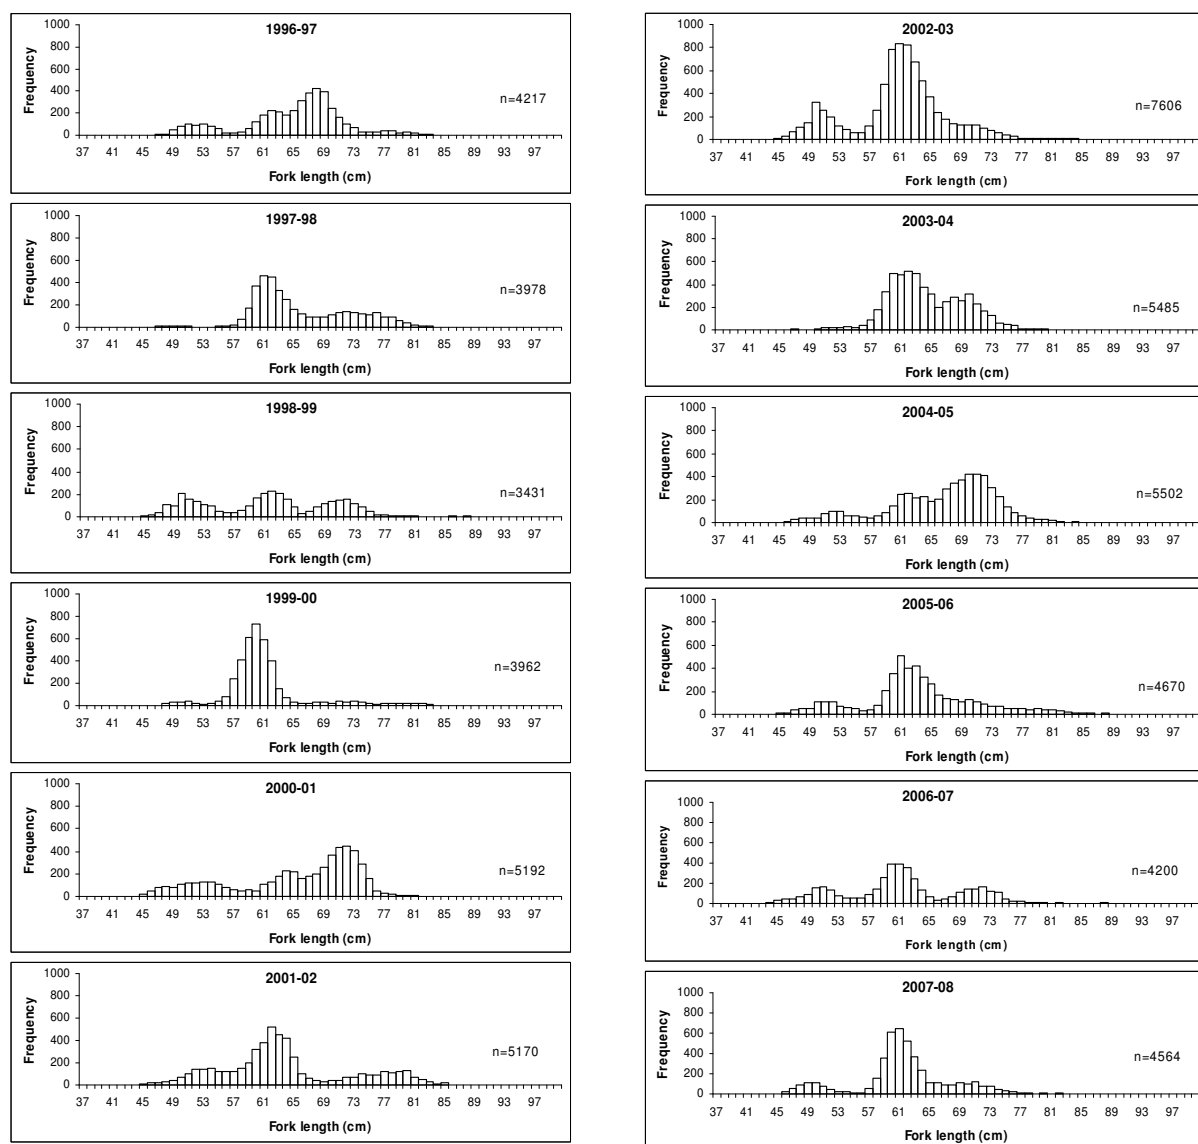 1996-97
Frequency
1000
800
600
400
200
0
n=4217
37 41 45 49 53 57 61 65 69 73 77 81 85 89 93 97
Fork length (cm)
1997-98
Frequency
1000
800
600
400
200
0
n=3978
37 41 45 49 53 57 61 65 69 73 77 81 85 89 93 97
Fork length (cm)
1998-99
Frequency
1000
800
600
400
200
0
n=3431
37 41 45 49 53 57 61 65 69 73 77 81 85 89 93 97
Fork length (cm)
1999-00
Frequency
1000
800
600
400
200
0
n=3962
37 41 45 49 53 57 61 65 69 73 77 81 85 89 93 97
Fork length (cm)
2000-01
Frequency
1000
800
600
400
200
0
n=5192
37 41 45 49 53 57 61 65 69 73 77 81 85 89 93 97
Fork length (cm)
2001-02
Frequency
1000
800
600
400
200
0
n=5170
37 41 45 49 53 57 61 65 69 73 77 81 85 89 93 97
Fork length (cm)
2002-03
Frequency
1000
800
600
400
200
0
n=7606
37 41 45 49 53 57 61 65 69 73 77 81 85 89 93 97
Fork length (cm)
2003-04
Frequency
1000
800
600
400
200
0
n=5485
37 41 45 49 53 57 61 65 69 73 77 81 85 89 93 97
Fork length (cm)
2004-05
Frequency
1000
800
600
400
200
0
n=5502
37 41 45 49 53 57 61 65 69 73 77 81 85 89 93 97
Fork length (cm)
2005-06
Frequency
1000
800
600
400
200
0
n=4670
37 41 45 49 53 57 61 65 69 73 77 81 85 89 93 97
Fork length (cm)
2006-07
Frequency
1000
800
600
400
200
0
n=4200
37 41 45 49 53 57 61 65 69 73 77 81 85 89 93 97
Fork length (cm)
2007-08
Frequency
1000
800
600
400
200
0
n=4564
37 41 45 49 53 57 61 65 69 73 77 81 85 89 93 97
Fork length (cm)